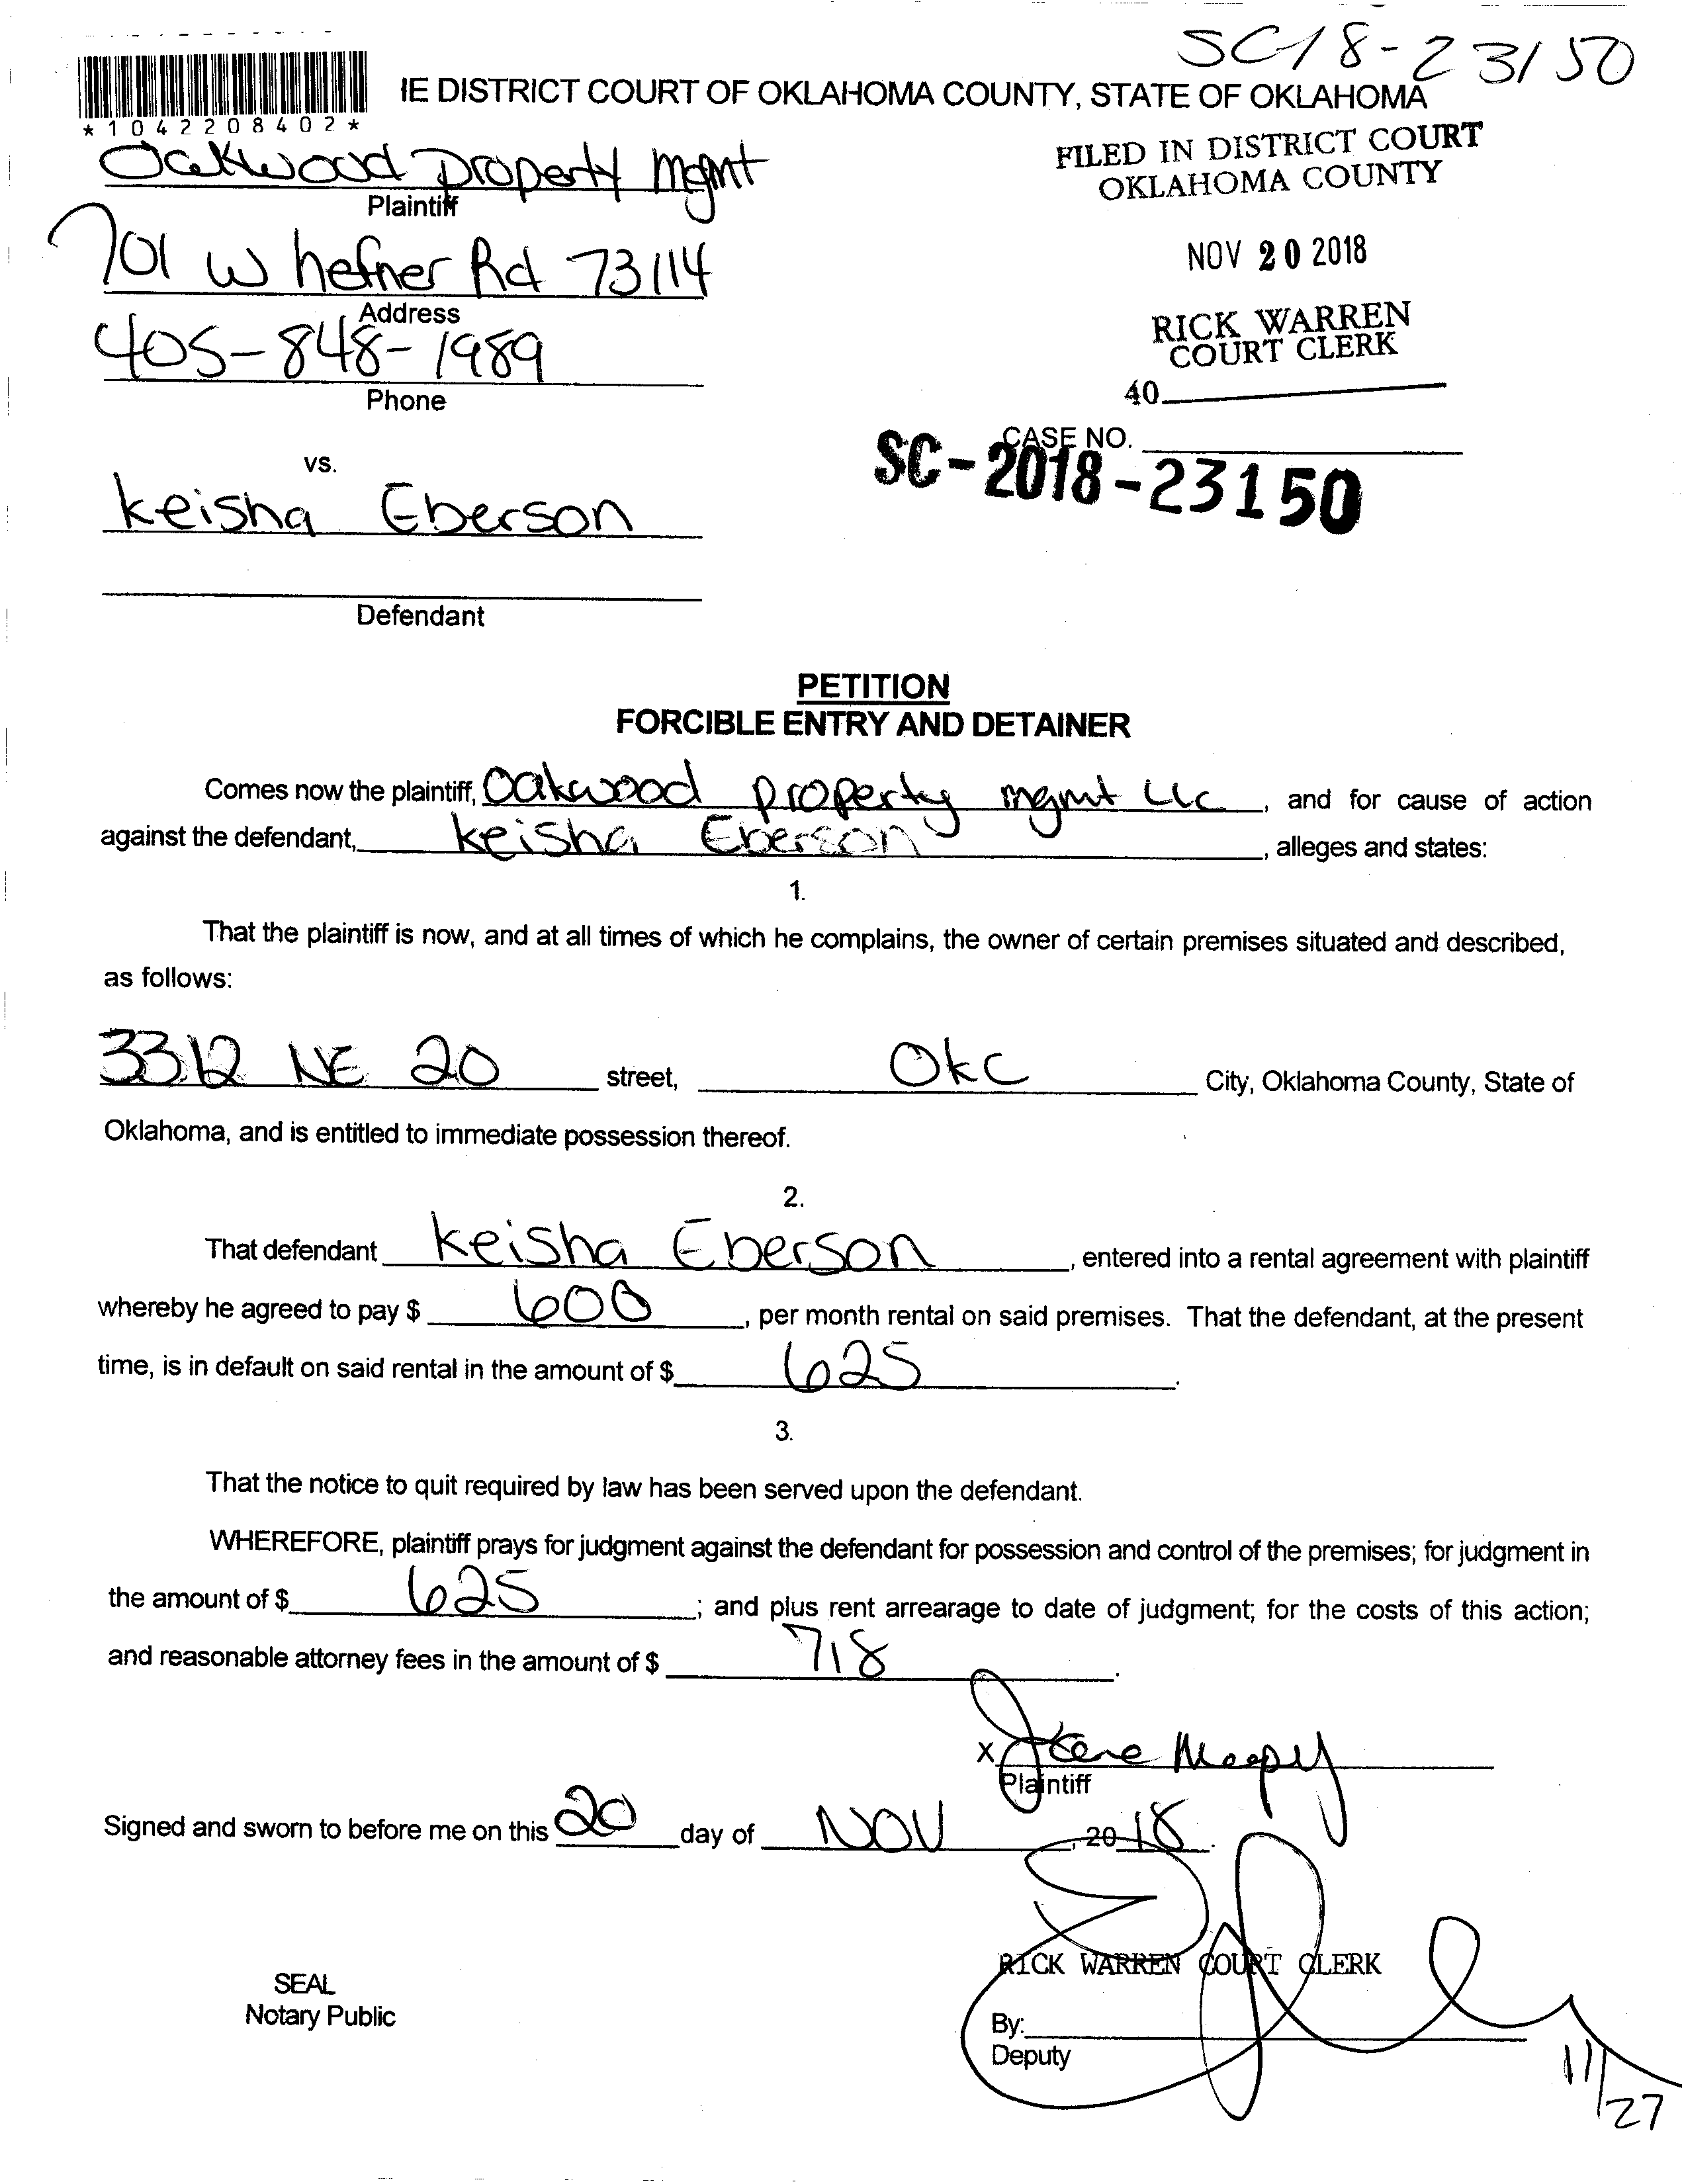 SC18-23150
IE DISTRICT COURT OF OKLAHOMA COUNTY, STATE OF OKLAHOMA
*1042208402*
FILED IN DISTRICT COURT
OKLAHOMA COUNTY
Oakwood property mgmt
Plaintiff
701 W hefner Rd 73114
Address
NOV 20 2018
405-848-1989
Phone
RICK WARREN
COURT CLERK
40
CASE NO.
SC-2018-23150
vs.
keisha Eberson
Defendant
PETITION
FORCIBLE ENTRY AND DETAINER
Comes now the plaintiff, Oakwood property mgmt LLC, and for cause of action
against the defendant, keisha Eberson, alleges and states:
1.
That the plaintiff is now, and at all times of which he complains, the owner of certain premises situated and described,
as follows:
3312 NE 20 street, OKC City, Oklahoma County, State of
Oklahoma, and is entitled to immediate possession thereof.
2.
That defendant keisha Eberson, entered into a rental agreement with plaintiff
whereby he agreed to pay $ 600, per month rental on said premises. That the defendant, at the present
time, is in default on said rental in the amount of $ 625.
3.
That the notice to quit required by law has been served upon the defendant.
WHEREFORE, plaintiff prays for judgment against the defendant for possession and control of the premises; for judgment in
the amount of $ 625; and plus rent arrearage to date of judgment; for the costs of this action;
and reasonable attorney fees in the amount of $ 718.
X
Plaintiff
Signed and sworn to before me on this 20 day of NOV, 2018.
RICK WARREN COURT CLERK
SEAL
Notary Public
By:
Deputy
11/27